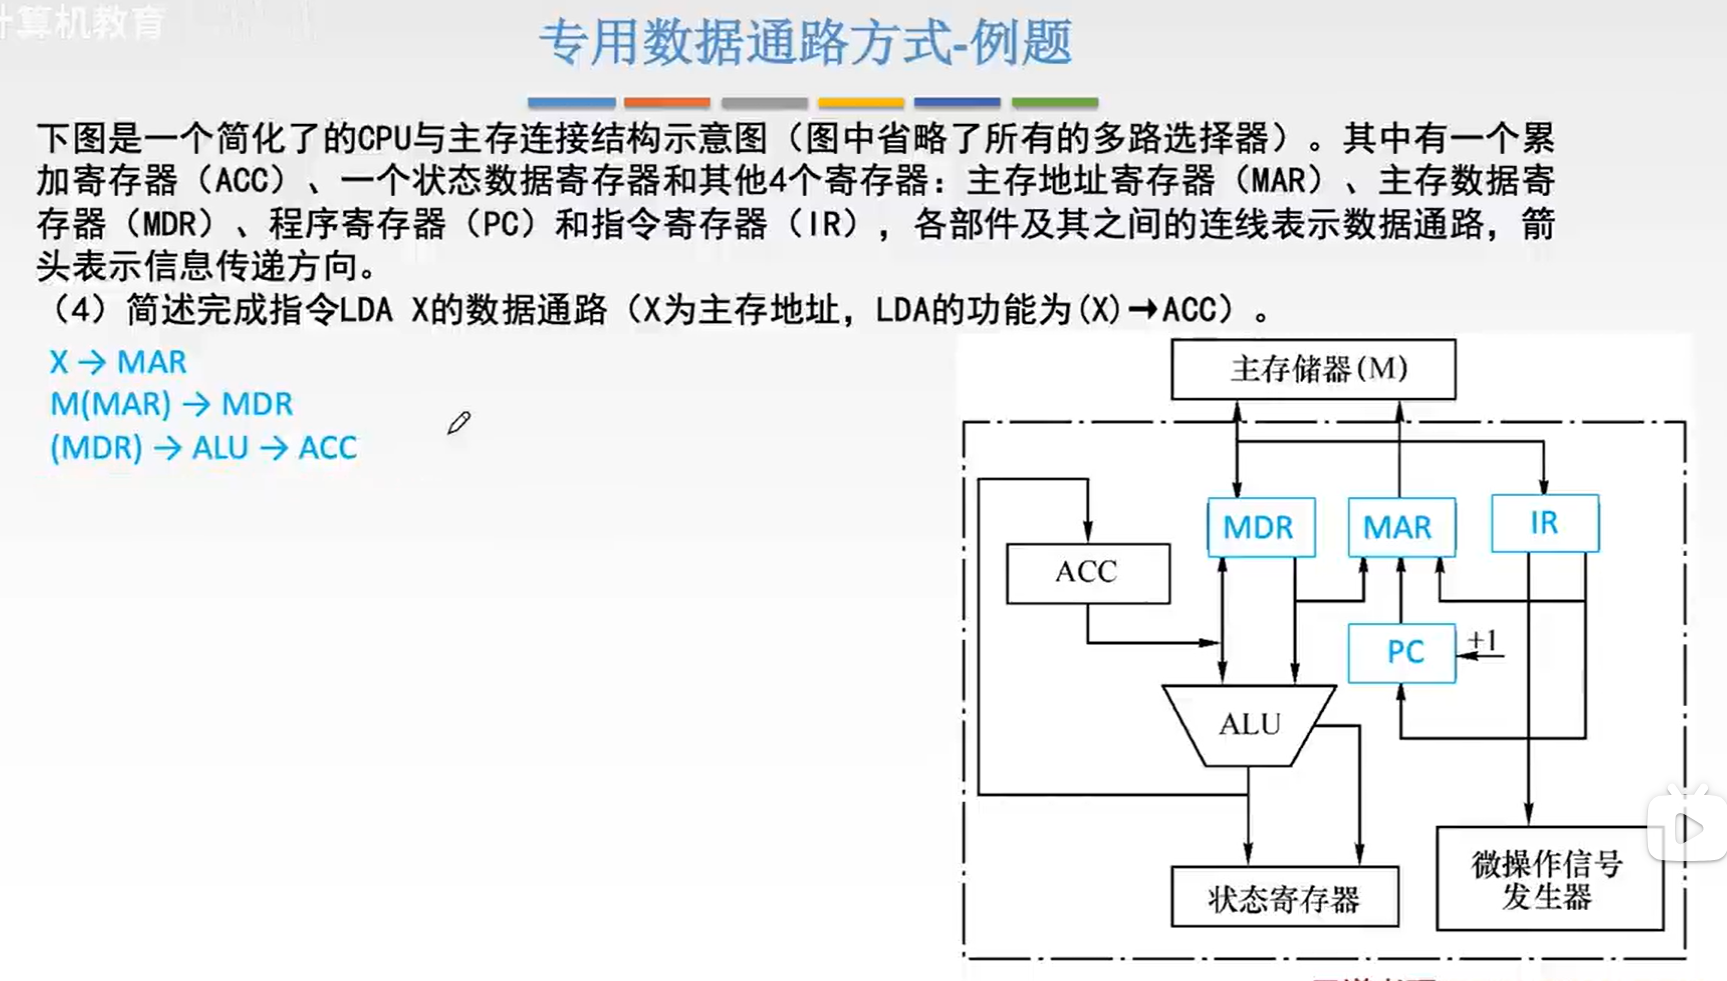 计算机教育
专用数据通路方式-例题
下图是一个简化了的CPU与主存连接结构示意图（图中省略了所有的多路选择器）。其中有一个累
加寄存器（ACC）、一个状态数据寄存器和其他4个寄存器：主存地址寄存器（MAR）、主存数据寄
存器（MDR）、程序寄存器（PC）和指令寄存器（IR），各部件及其之间的连线表示数据通路，箭
头表示信息传递方向。
（4）简述完成指令LDA X的数据通路（X为主存地址，LDA的功能为(X)→ACC）。
X → MAR
M(MAR) → MDR
(MDR) → ALU → ACC
主存储器(M)
MDR
MAR
IR
ACC
PC
+1
ALU
状态寄存器
微操作信号
发生器